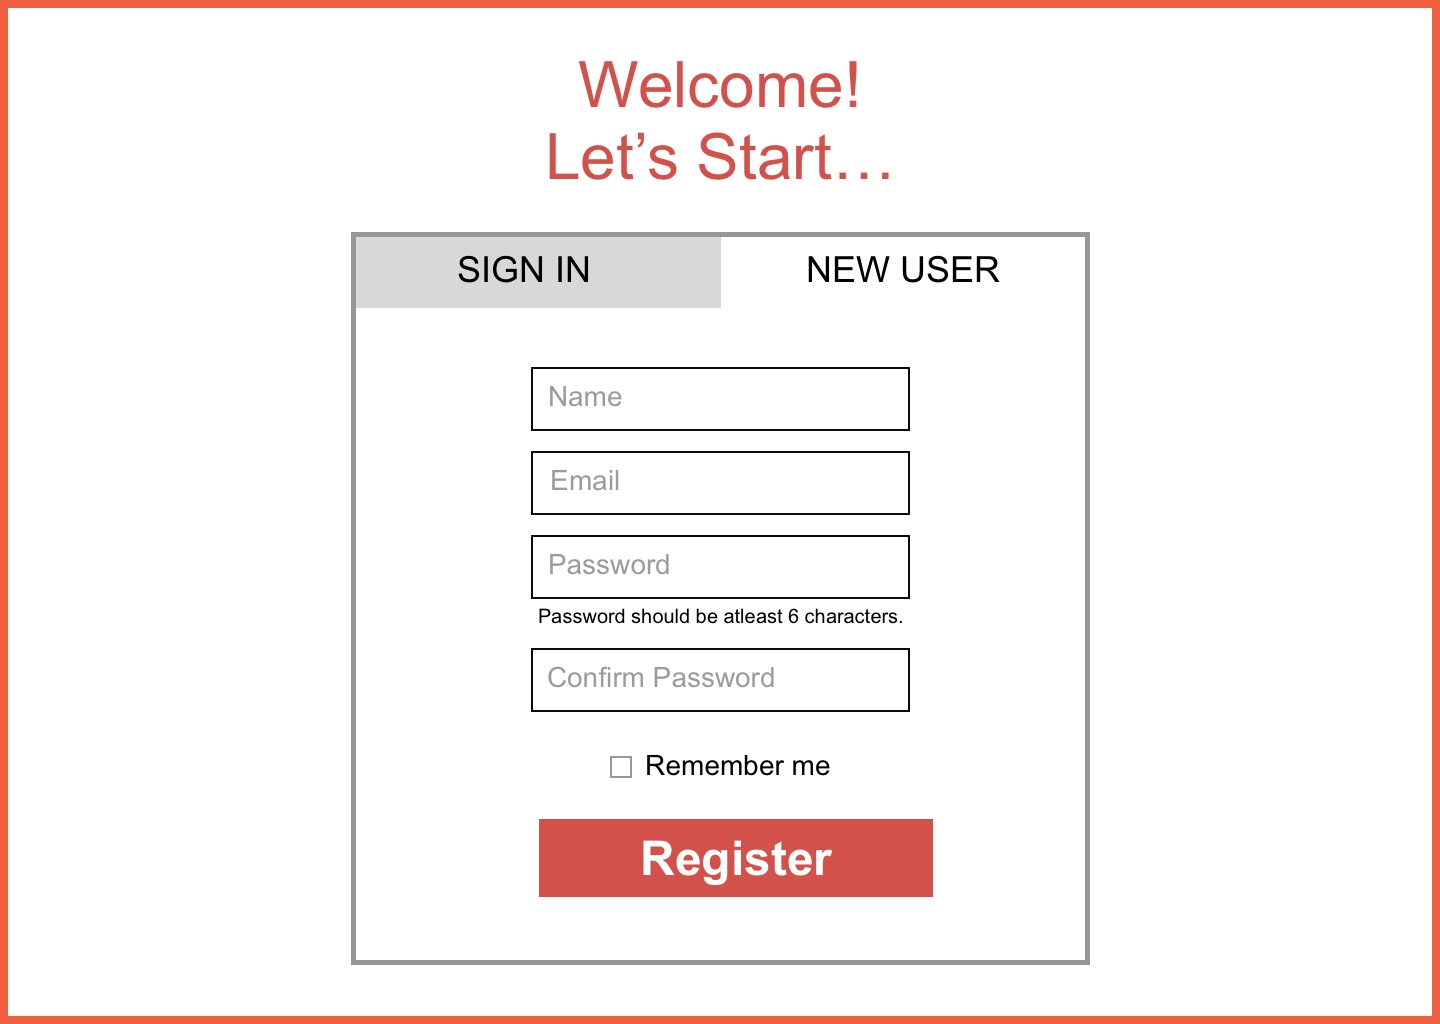 Welcome!
Let’s Start…
SIGN IN
NEW USER
Name
Email
Password
Password should be atleast 6 characters.
Confirm Password
Remember me
Register